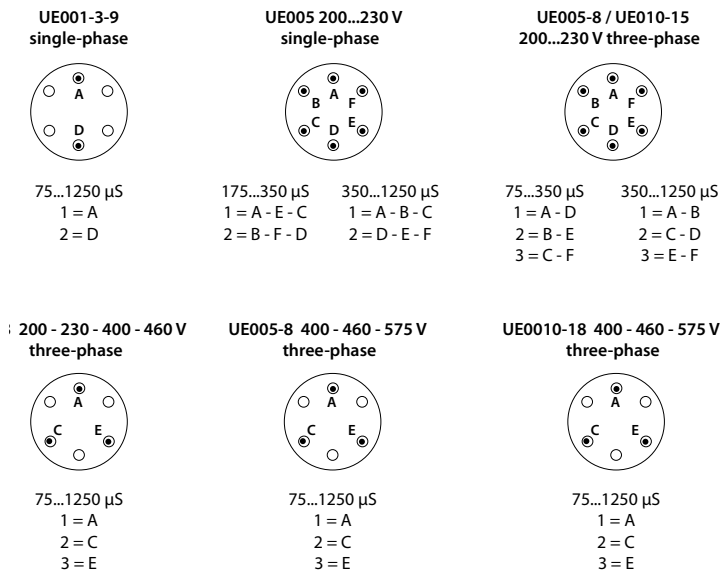 UE001-3-9
single-phase
A
D
75...1250 µS
1 = A
2 = D
UE005 200...230 V
single-phase
A
B F
C E
D
175...350 µS 350...1250 µS
1 = A - E - C 1 = A - B - C
2 = B - F - D 2 = D - E - F
UE005-8 / UE010-15
200...230 V three-phase
A
B F
C E
D
75...350 µS 350...1250 µS
1 = A - D 1 = A - B
2 = B - E 2 = C - D
3 = C - F 3 = E - F
200 - 230 - 400 - 460 V
three-phase
A
C E
75...1250 µS
1 = A
2 = C
3 = E
UE005-8 400 - 460 - 575 V
three-phase
A
C E
75...1250 µS
1 = A
2 = C
3 = E
UE0010-18 400 - 460 - 575 V
three-phase
A
C E
75...1250 µS
1 = A
2 = C
3 = E